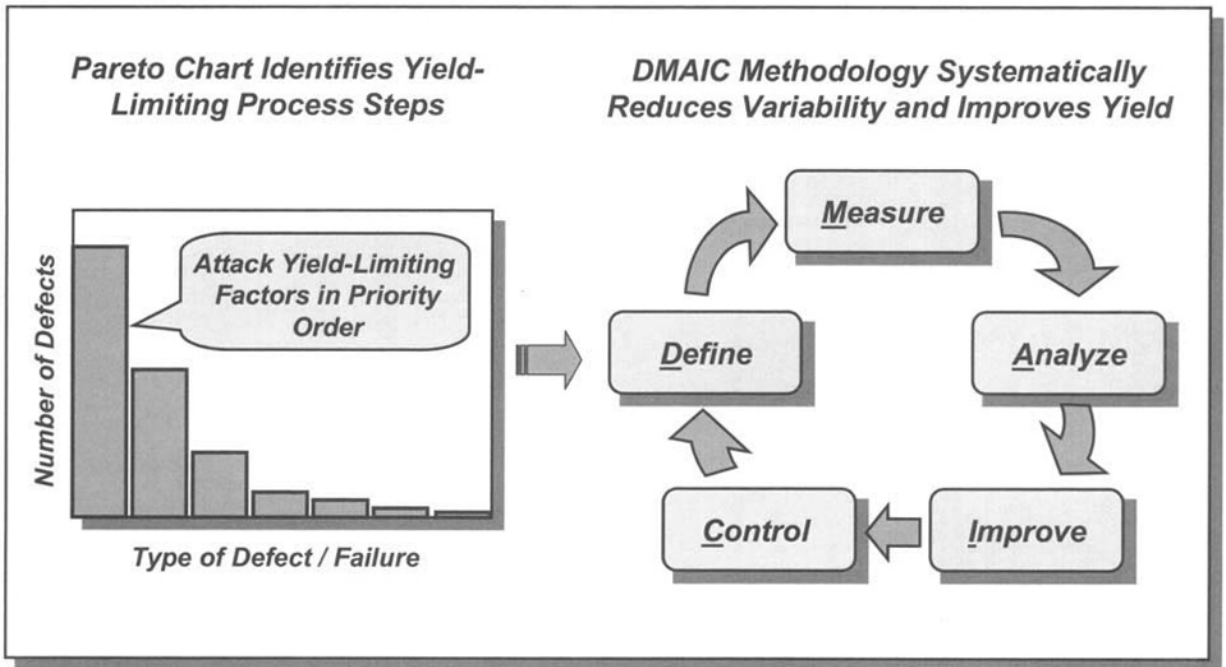 Pareto Chart Identifies Yield-
Limiting Process Steps
Number of Defects
Attack Yield-Limiting
Factors in Priority
Order
Type of Defect / Failure
DMAIC Methodology Systematically
Reduces Variability and Improves Yield
Measure
Define
Analyze
Control
Improve